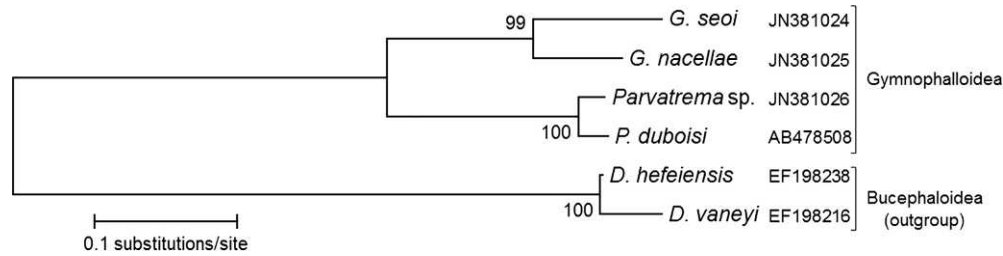 99
G. seoi JN381024
G. nacellae JN381025
Gymnophalloidea
Parvatrema sp. JN381026
100
P. duboisi AB478508
D. hefeiensis EF198238
Bucephaloidea
(outgroup)
100
D. vaneyi EF198216
0.1 substitutions/site